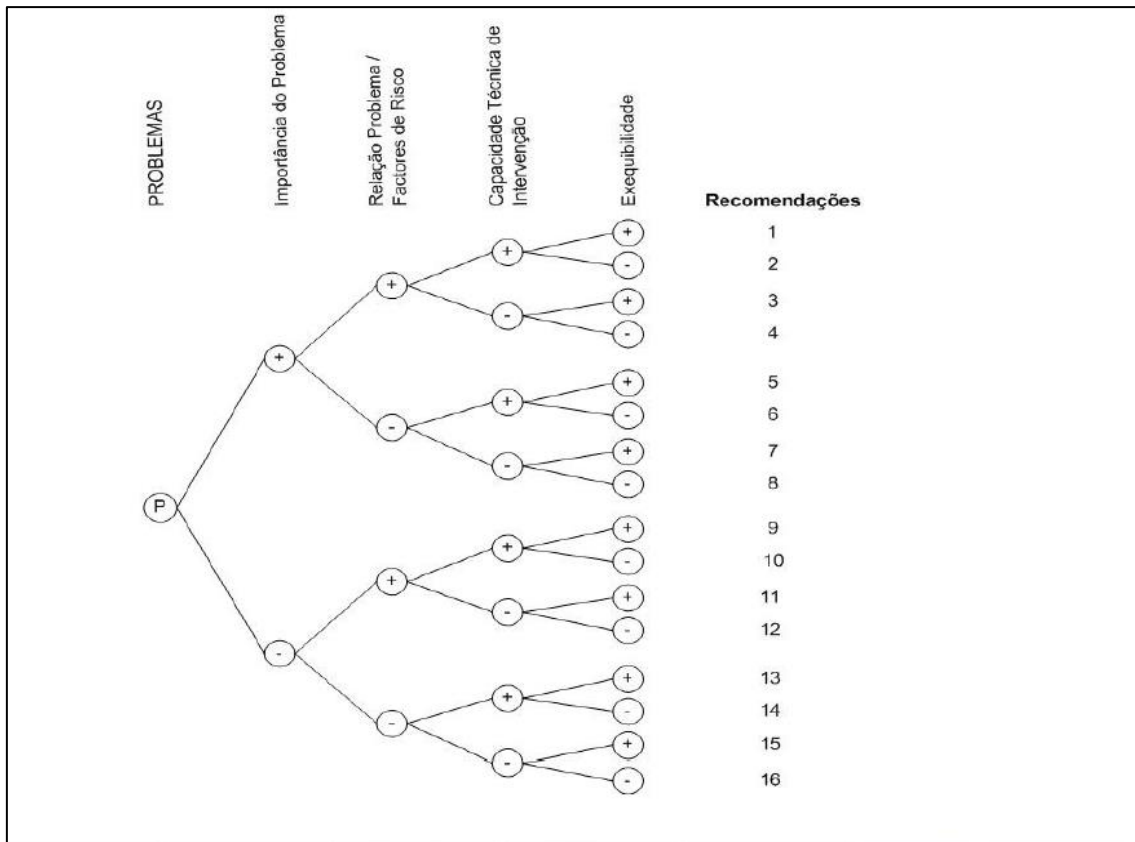 PROBLEMAS
Importância do Problema
Relação Problema /
Factores de Risco
Capacidade Técnica de
Intervenção
Exequibilidade
Recomendações
+ 1
+ - 2
+ + 3
- - 4
+ + 5
+ - 6
- + 7
- - 8
P
+ 9
+ - 10
+ + 11
- - 12
- + 13
+ - 14
- + 15
- - 16